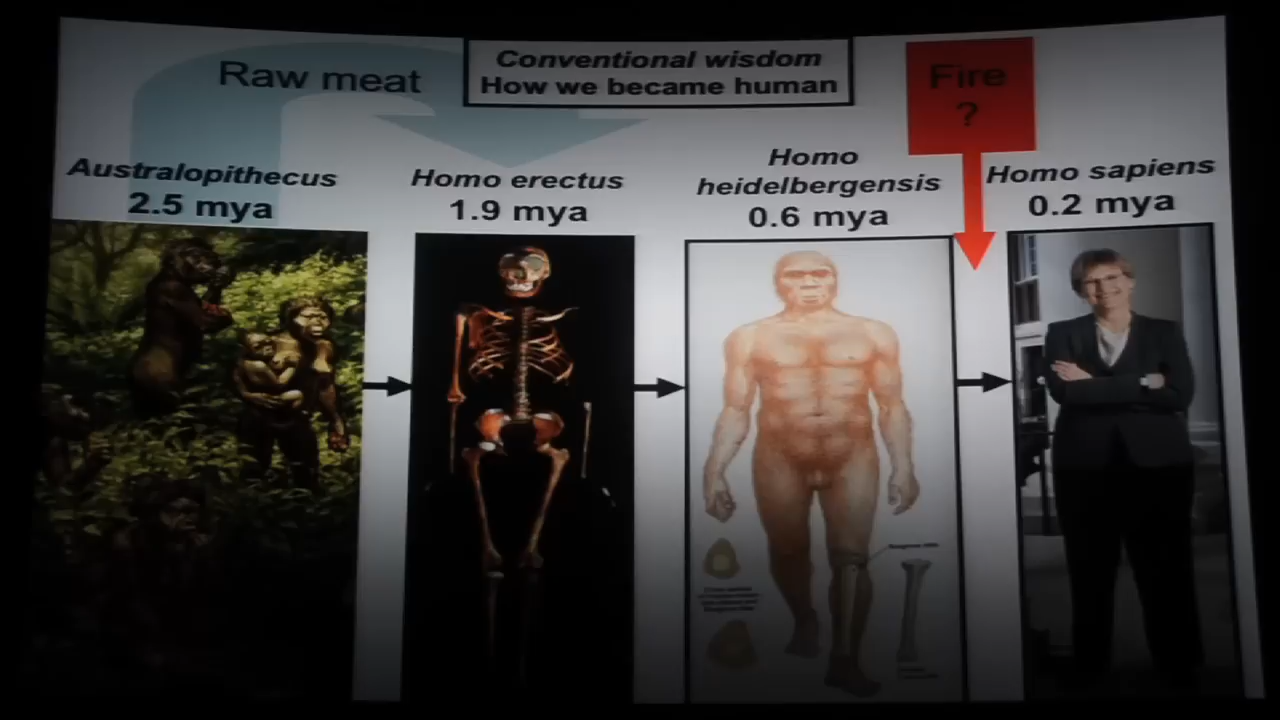 Conventional wisdom
How we became human
Raw meat
Fire
?
Australopithecus
2.5 mya
Homo erectus
1.9 mya
Homo
heidelbergensis
0.6 mya
Homo sapiens
0.2 mya